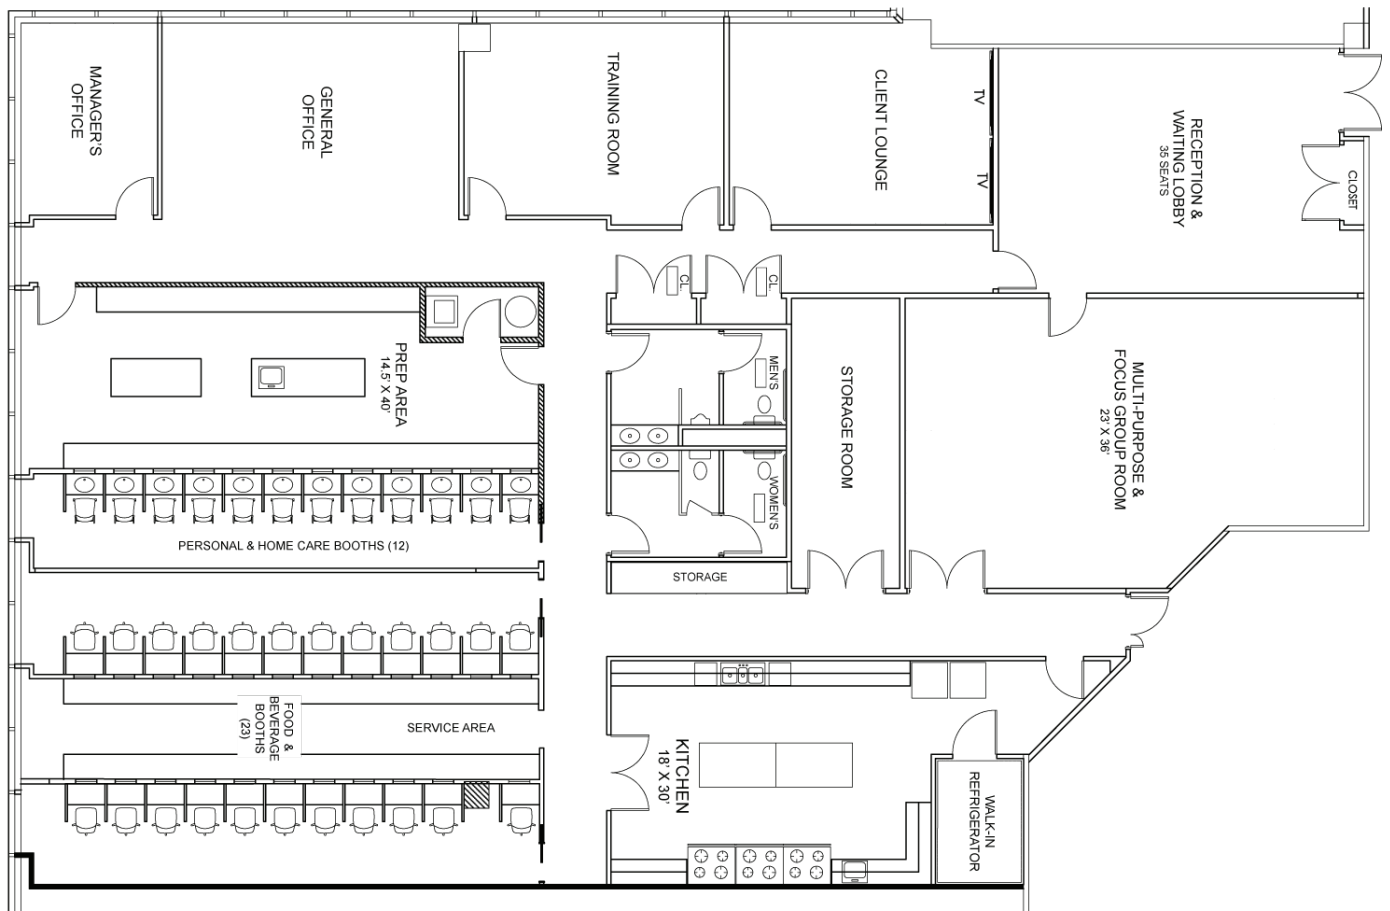 MANAGER'S
OFFICE
GENERAL
OFFICE
TRAINING ROOM
CLIENT LOUNGE
TV
TV
RECEPTION &
WAITING LOBBY
35 SEATS
CLOSET
CL.
CL.
PREP AREA
14.5' X 40'
MEN'S
WOMEN'S
STORAGE ROOM
MULTI-PURPOSE &
FOCUS GROUP ROOM
23' X 36'
PERSONAL & HOME CARE BOOTHS (12)
STORAGE
FOOD &
BEVERAGE
BOOTHS
(23)
SERVICE AREA
KITCHEN
18' X 30'
WALK-IN
REFRIGERATOR